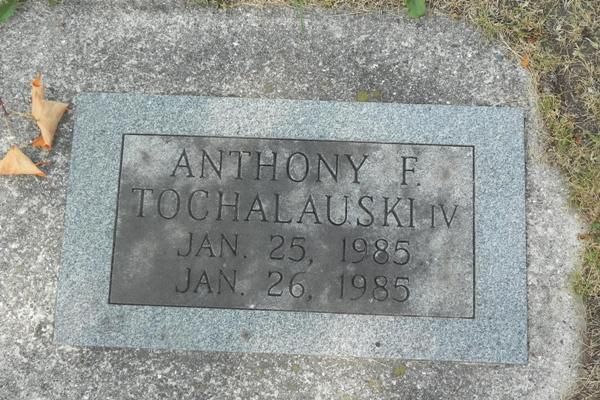 ANTHONY F.
TOCHALAUSKI IV
JAN. 25, 1985
JAN. 26, 1985